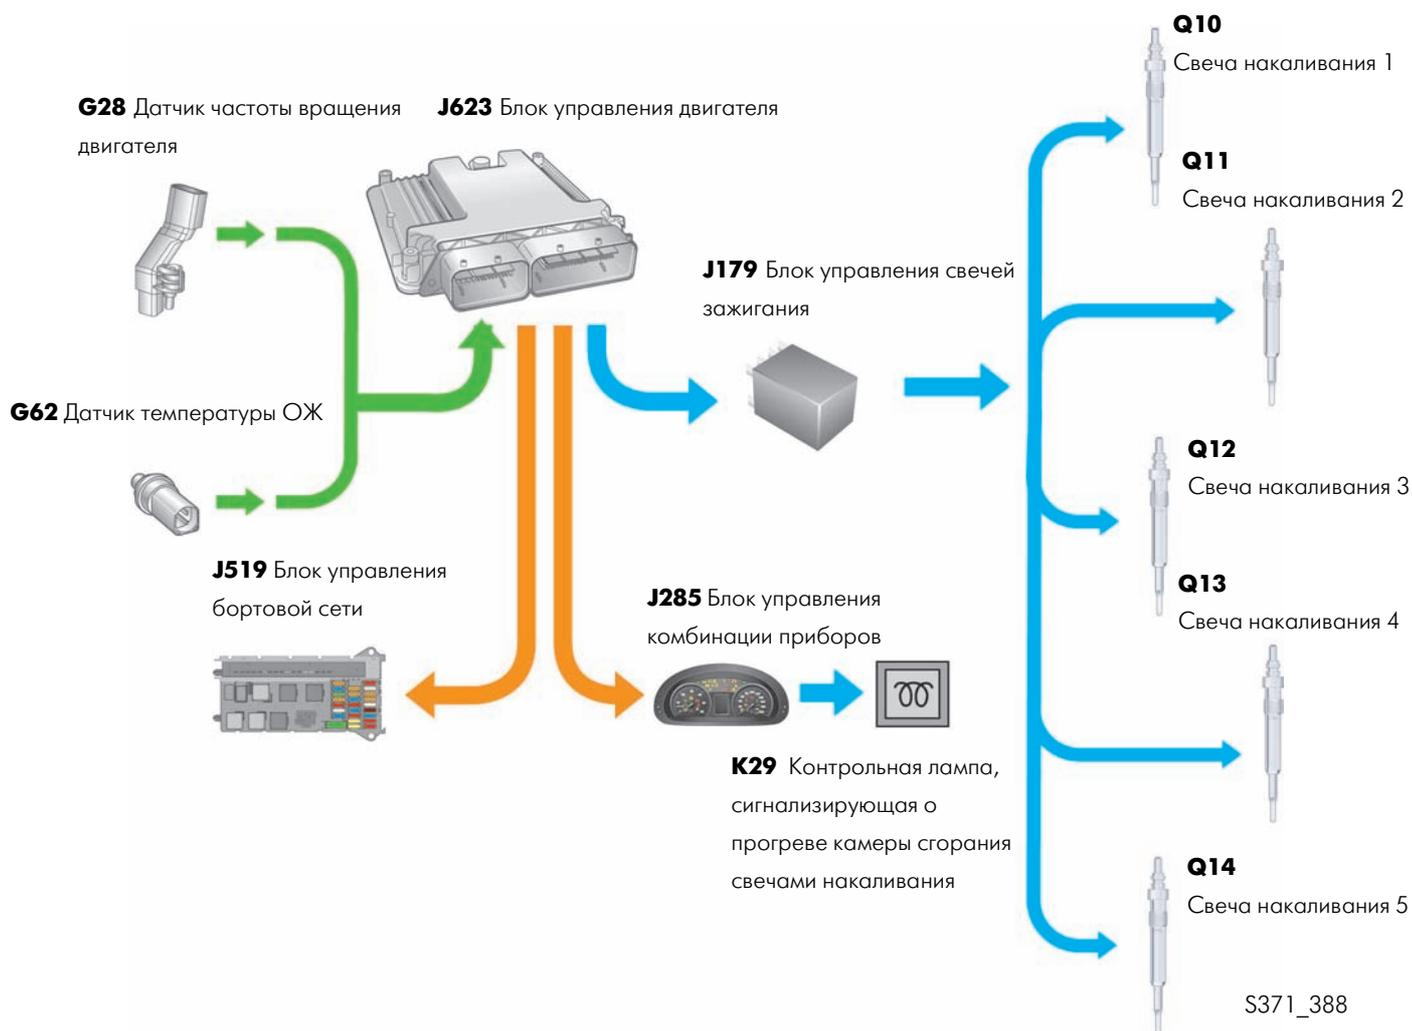 Q10
Свеча накаливания 1
G28 Датчик частоты вращения
двигателя
J623 Блок управления двигателя
Q11
Свеча накаливания 2
J179 Блок управления свечей
зажигания
G62 Датчик температуры ОЖ
Q12
Свеча накаливания 3
J519 Блок управления
бортовой сети
J285 Блок управления
комбинации приборов
Q13
Свеча накаливания 4
K29 Контрольная лампа,
сигнализирующая о
прогреве камеры сгорания
свечами накаливания
Q14
Свеча накаливания 5
S371_388